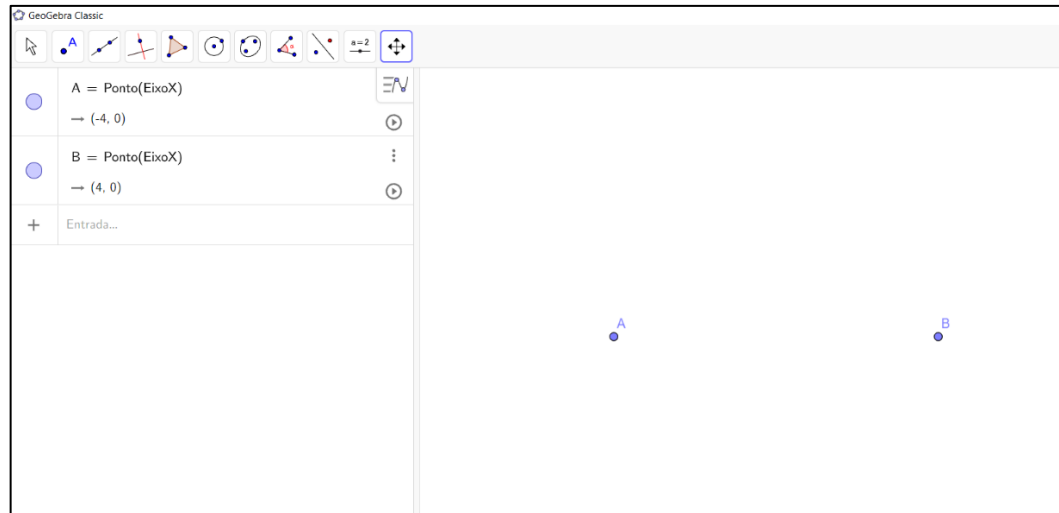 GeoGebra Classic
A
a=2
A = Ponto(EixoX)
→ (-4, 0)
B = Ponto(EixoX)
→ (4, 0)
+ Entrada...
A
B